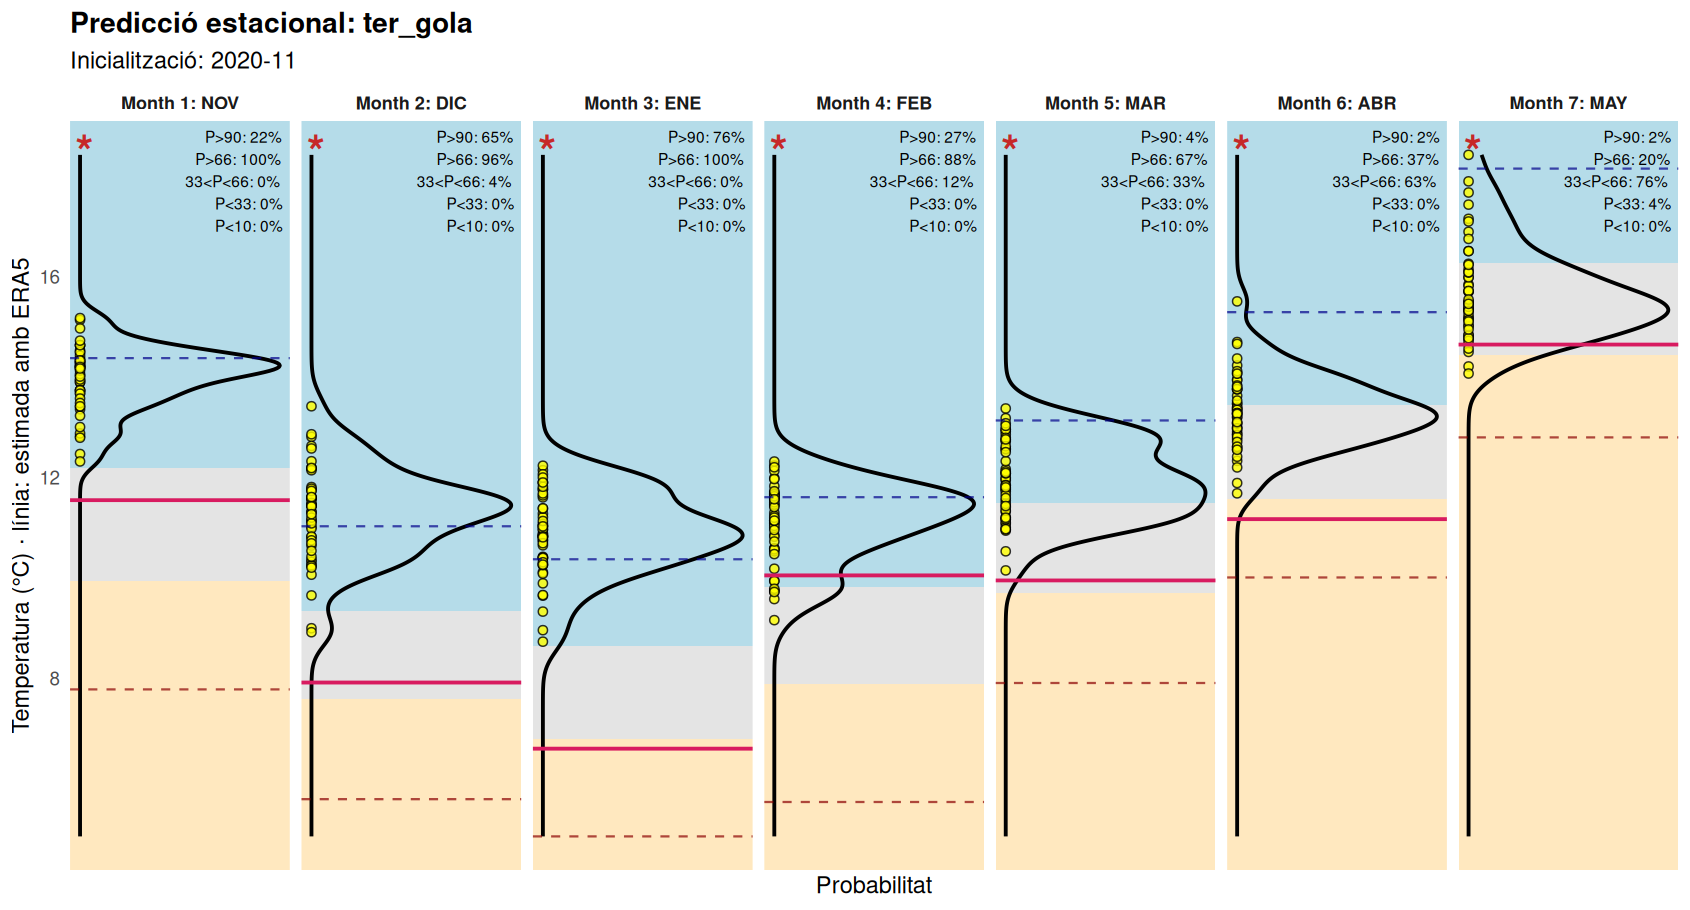 Predicció estacional: ter_gola
Inicialització: 2020-11
Month 1: NOV
Month 2: DIC
Month 3: ENE
Month 4: FEB
Month 5: MAR
Month 6: ABR
Month 7: MAY
*
P>90: 22%
P>66: 100%
33<P<66: 0%
P<33: 0%
P<10: 0%
*
P>90: 65%
P>66: 96%
33<P<66: 4%
P<33: 0%
P<10: 0%
*
P>90: 76%
P>66: 100%
33<P<66: 0%
P<33: 0%
P<10: 0%
*
P>90: 27%
P>66: 88%
33<P<66: 12%
P<33: 0%
P<10: 0%
*
P>90: 4%
P>66: 67%
33<P<66: 33%
P<33: 0%
P<10: 0%
*
P>90: 2%
P>66: 37%
33<P<66: 63%
P<33: 0%
P<10: 0%
*
P>90: 2%
P>66: 20%
33<P<66: 76%
P<33: 4%
P<10: 0%
16
12
8
Temperatura (°C) · línia: estimada amb ERA5
Probabilitat